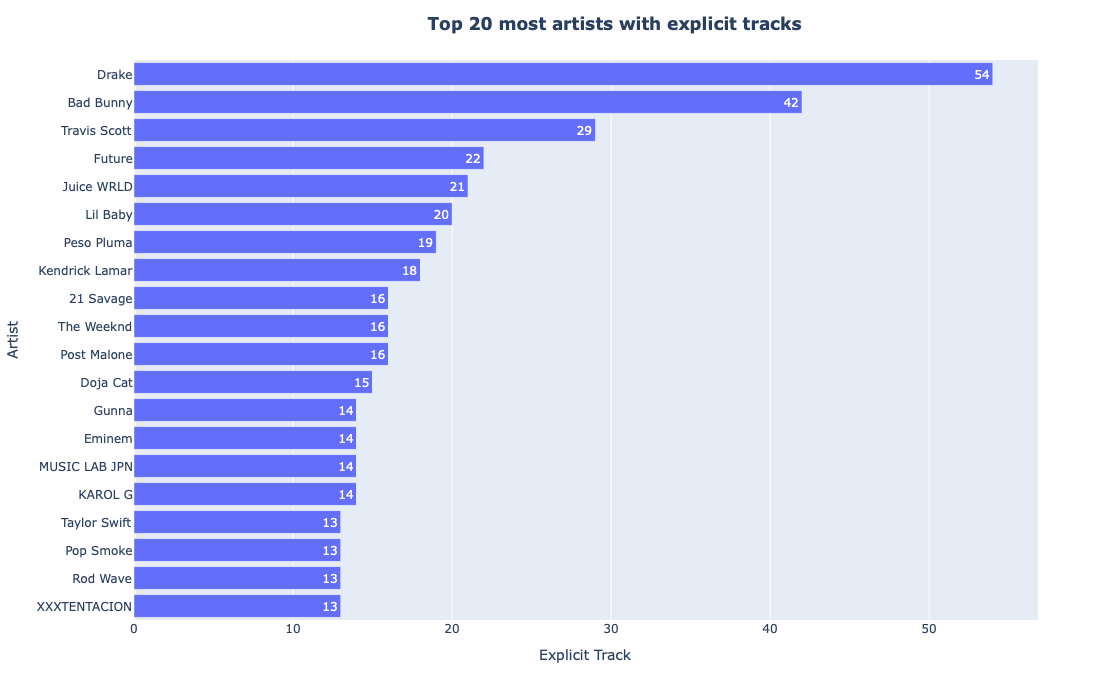 Top 20 most artists with explicit tracks
Artist
Drake 54
Bad Bunny 42
Travis Scott 29
Future 22
Juice WRLD 21
Lil Baby 20
Peso Pluma 19
Kendrick Lamar 18
21 Savage 16
The Weeknd 16
Post Malone 16
Doja Cat 15
Gunna 14
Eminem 14
MUSIC LAB JPN 14
KAROL G 14
Taylor Swift 13
Pop Smoke 13
Rod Wave 13
XXXTENTACION 13
0 10 20 30 40 50
Explicit Track